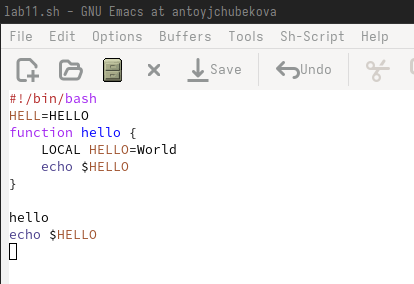 lab11.sh - GNU Emacs at antoyjchubekova
File Edit Options Buffers Tools Sh-Script Help
Save Undo
#!/bin/bash
HELL=HELLO
function hello {
    LOCAL HELLO=World
    echo $HELLO
}
hello
echo $HELLO